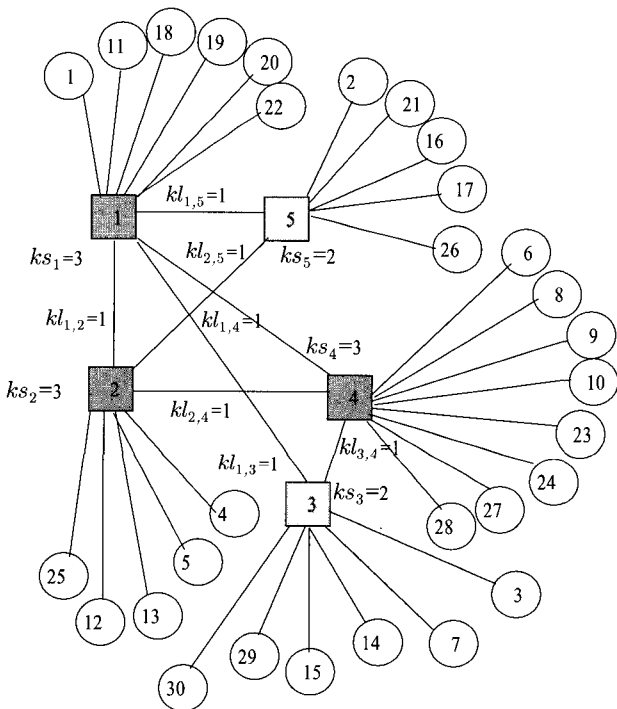 18
11
19
20
1
22
2
21
16
17
26
kl₁,₅=1
1
5
ks₁=3
kl₂,₅=1
ks₅=2
6
8
9
10
23
24
27
28
kl₁,₂=1
kl₁,₄=1
ks₄=3
ks₂=3
2
kl₂,₄=1
4
kl₃,₄=1
kl₁,₃=1
ks₃=2
3
4
5
25
12
13
3
7
14
15
29
30